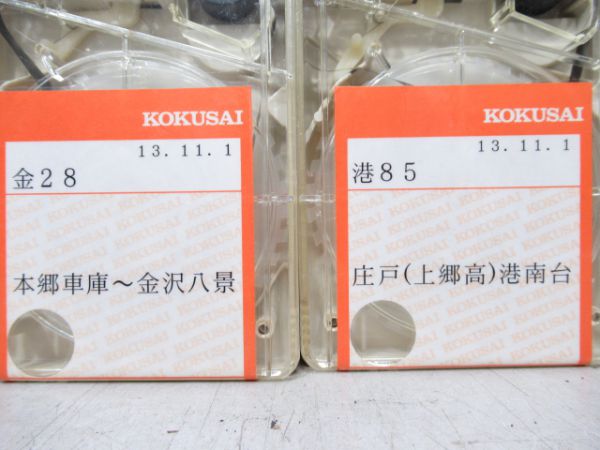 KOKUSAI
13.11.1
金28
本郷車庫～金沢八景
KOKUSAI
13.11.1
港85
庄戸(上郷高)港南台